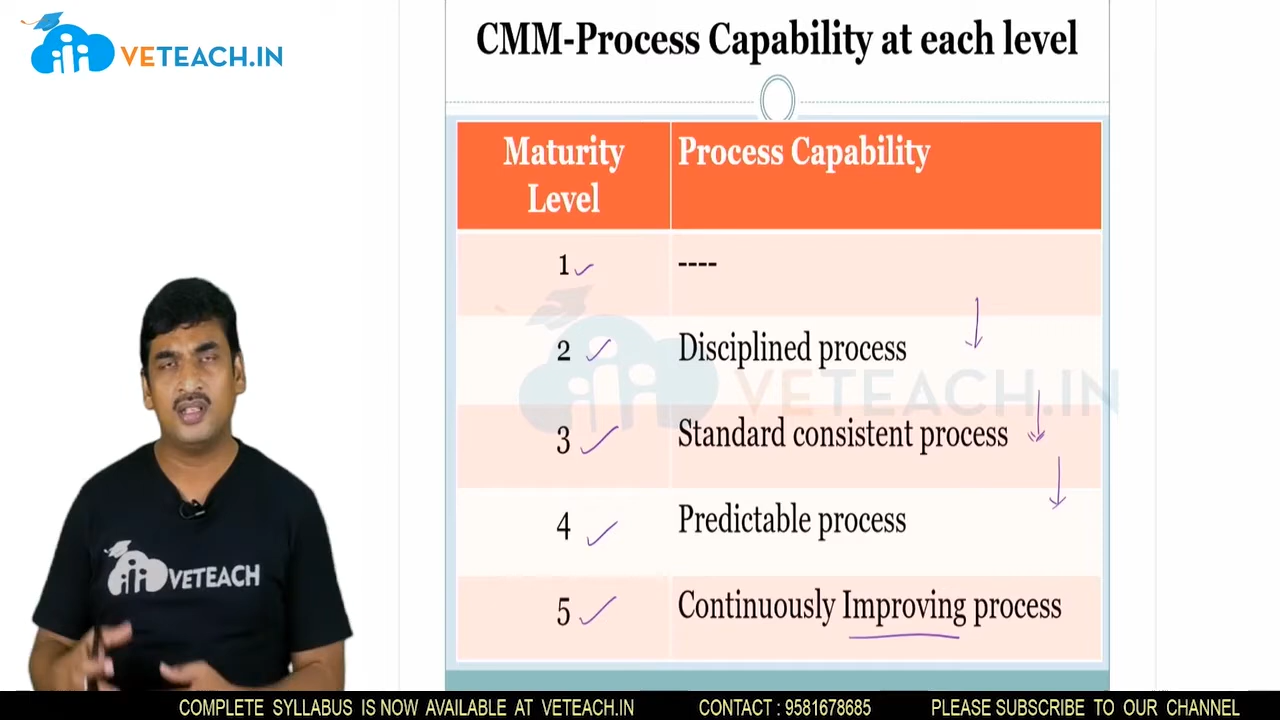 VETEACH.IN
CMM-Process Capability at each level
Maturity Level
Process Capability
1
----
2
Disciplined process
3
Standard consistent process
4
Predictable process
5
Continuously Improving process
VETEACH.IN
VETEACH
COMPLETE SYLLABUS IS NOW AVAILABLE AT VETEACH.IN CONTACT : 9581678685 PLEASE SUBSCRIBE TO OUR CHANNEL